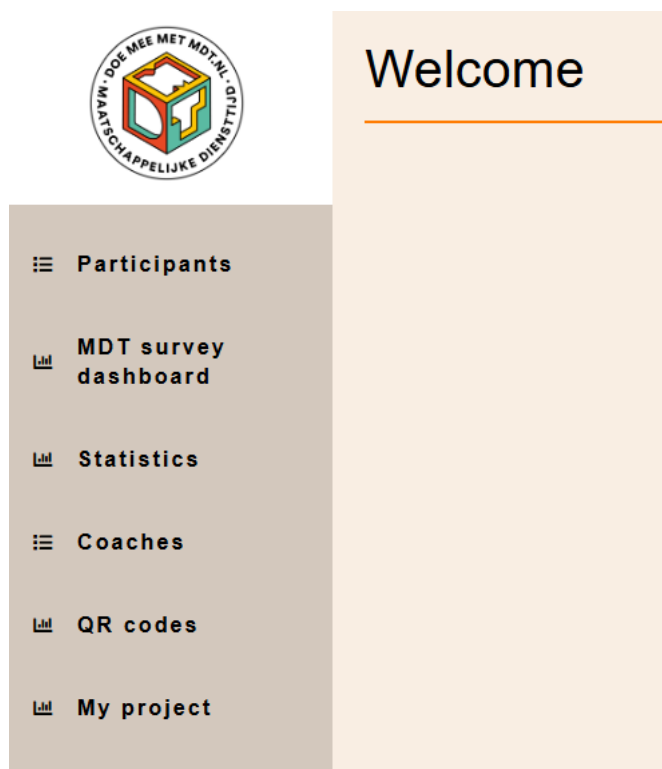 DOE MEE MET MDT.NL · MAATSCHAPPELIJKE DIENSTTIJD ·
Welcome
Participants
MDT survey
dashboard
Statistics
Coaches
QR codes
My project